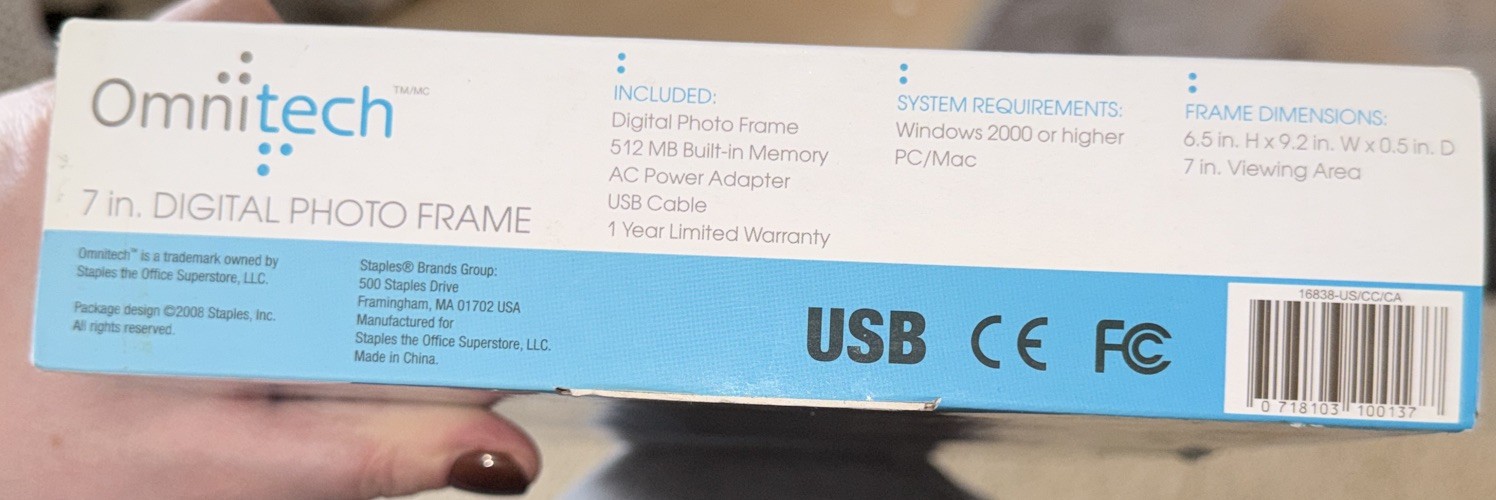 Omnitech TM/MC
7 in. DIGITAL PHOTO FRAME
INCLUDED:
Digital Photo Frame
512 MB Built-in Memory
AC Power Adapter
USB Cable
1 Year Limited Warranty
SYSTEM REQUIREMENTS:
Windows 2000 or higher
PC/Mac
FRAME DIMENSIONS:
6.5 in. H x 9.2 in. W x 0.5 in. D
7 in. Viewing Area
Omnitech™ is a trademark owned by
Staples the Office Superstore, LLC.
Package design ©2008 Staples, Inc.
All rights reserved.
Staples® Brands Group:
500 Staples Drive
Framingham, MA 01702 USA
Manufactured for
Staples the Office Superstore, LLC.
Made in China.
USB CE FC
16838-US/CC/CA
0 718103 100137